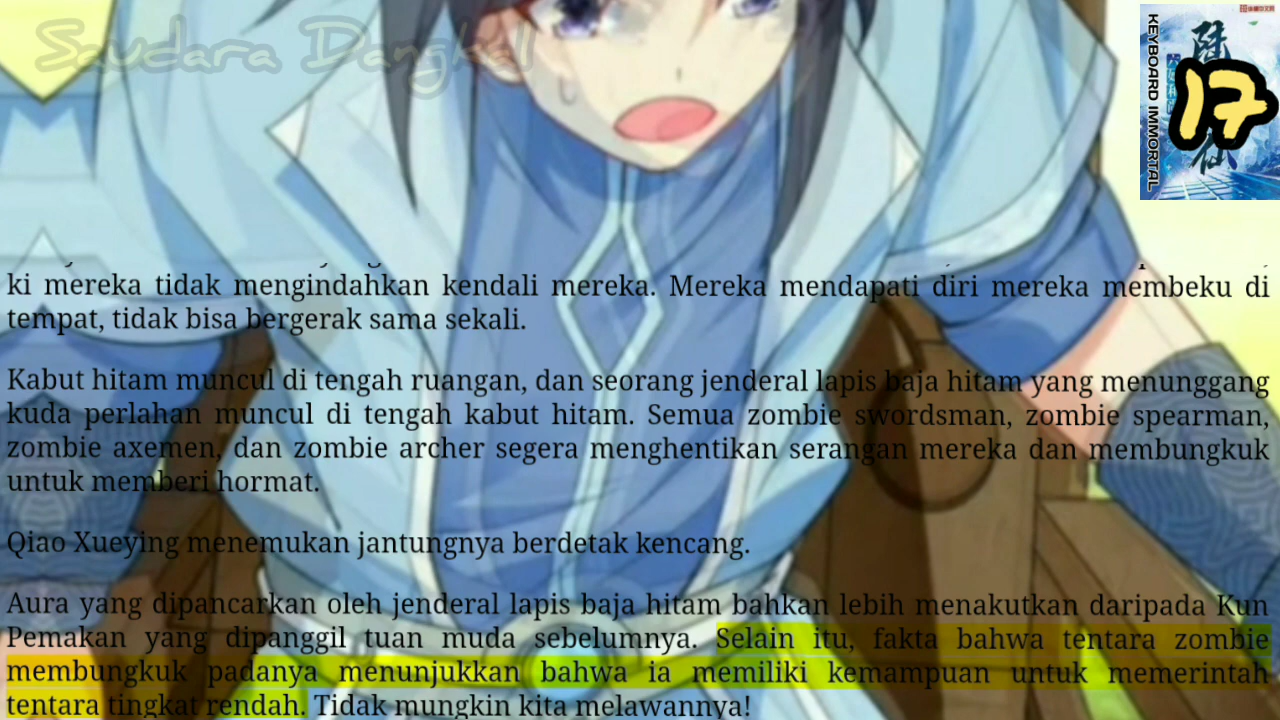 Saudara Dangkal
KEYBOARD IMMORTAL
17
ki mereka tidak mengindahkan kendali mereka. Mereka mendapati diri mereka membeku di
tempat, tidak bisa bergerak sama sekali.
Kabut hitam muncul di tengah ruangan, dan seorang jenderal lapis baja hitam yang menunggang
kuda perlahan muncul di tengah kabut hitam. Semua zombie swordsman, zombie spearman,
zombie axemen, dan zombie archer segera menghentikan serangan mereka dan membungkuk
untuk memberi hormat.
Qiao Xueying menemukan jantungnya berdetak kencang.
Aura yang dipancarkan oleh jenderal lapis baja hitam bahkan lebih menakutkan daripada Kun
Pemakan yang dipanggil tuan muda sebelumnya. Selain itu, fakta bahwa tentara zombie
membungkuk padanya menunjukkan bahwa ia memiliki kemampuan untuk memerintah
tentara tingkat rendah. Tidak mungkin kita melawannya!